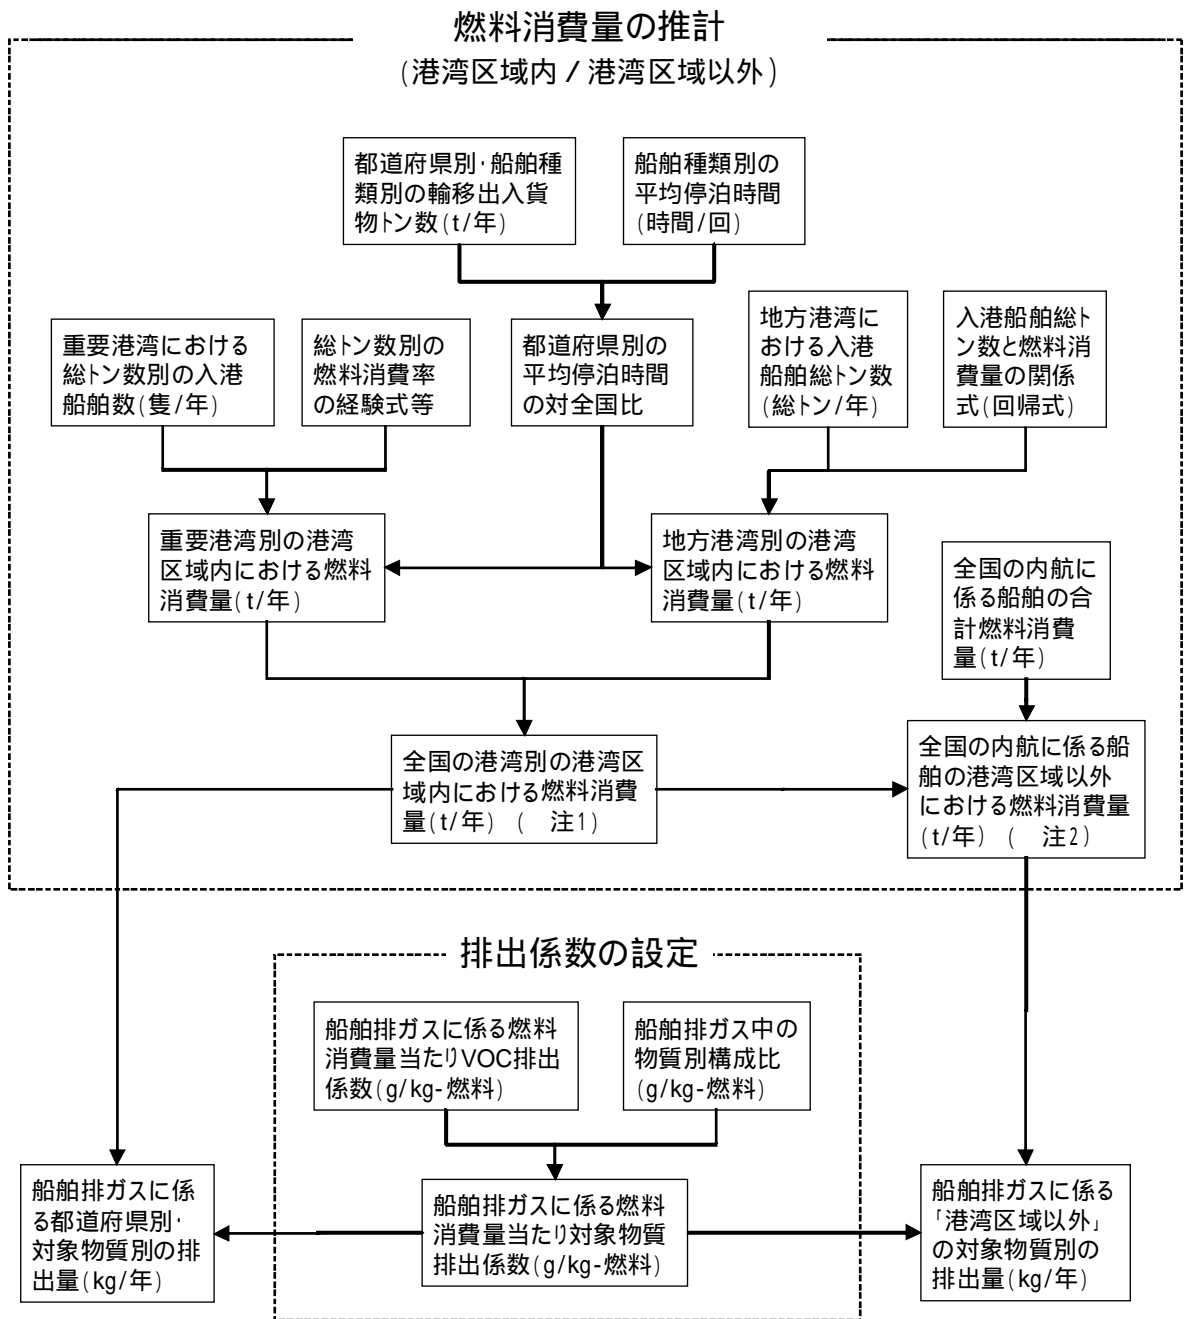 燃料消費量の推計
(港湾区域内 / 港湾区域以外)
都道府県別・船舶種
類別の輸移出入貨
物トン数(t/年)
船舶種類別の
平均停泊時間
(時間/回)
重要港湾における
総トン数別の入港
船舶数(隻/年)
総トン数別の
燃料消費率
の経験式等
都道府県別の
平均停泊時間
の対全国比
地方港湾に
おける入港
船舶総トン数
(総トン/年)
入港船舶総ト
ン数と燃料消
費量の関係
式(回帰式)
重要港湾別の港湾
区域内における燃料
消費量(t/年)
地方港湾別の港湾
区域内における燃料
消費量(t/年)
全国の内航に
係る船舶の合
計燃料消費
量(t/年)
全国の港湾別の港湾区
域内における燃料消費
量(t/年) ( 注1)
全国の内航に係る船
舶の港湾区域以外
における燃料消費量
(t/年) ( 注2)
排出係数の設定
船舶排ガスに係る燃料
消費量当たりVOC排出
係数(g/kg-燃料)
船舶排ガス中の
物質別構成比
(g/kg-燃料)
船舶排ガスに係
る都道府県別・
対象物質別の排
出量(kg/年)
船舶排ガスに係る燃料
消費量当たり対象物質
排出係数(g/kg-燃料)
船舶排ガスに係る
「港湾区域以外」
の対象物質別の
排出量(kg/年)